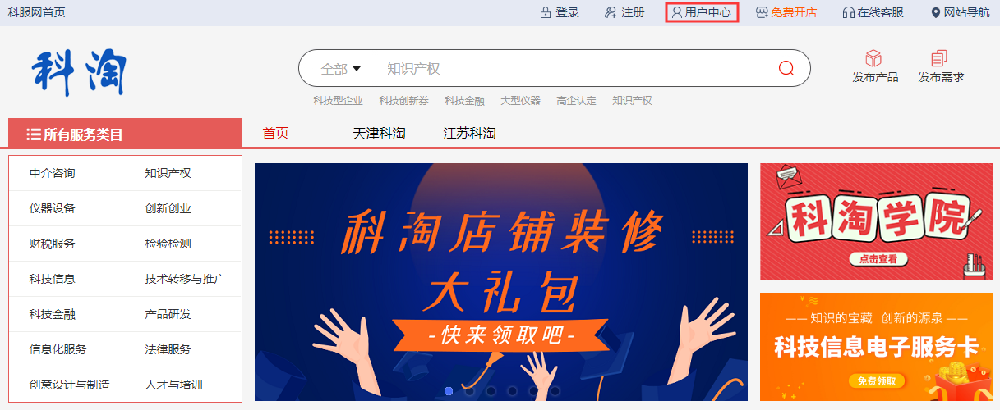 科服网首页 登录 注册 用户中心 免费开店 在线客服 网站导航
科淘
全部 知识产权
发布产品 发布需求
科技型企业 科技创新券 科技金融 大型仪器 高企认定 知识产权
所有服务类目 首页 天津科淘 江苏科淘
中介咨询 知识产权
仪器设备 创新创业
财税服务 检验检测
科技信息 技术转移与推广
科技金融 产品研发
信息化服务 法律服务
创意设计与制造 人才与培训
科淘店铺装修
大礼包
-快来领取吧-
科淘学院
点击查看
—— 知识的宝藏 创新的源泉 ——
科技信息电子服务卡
免费领取